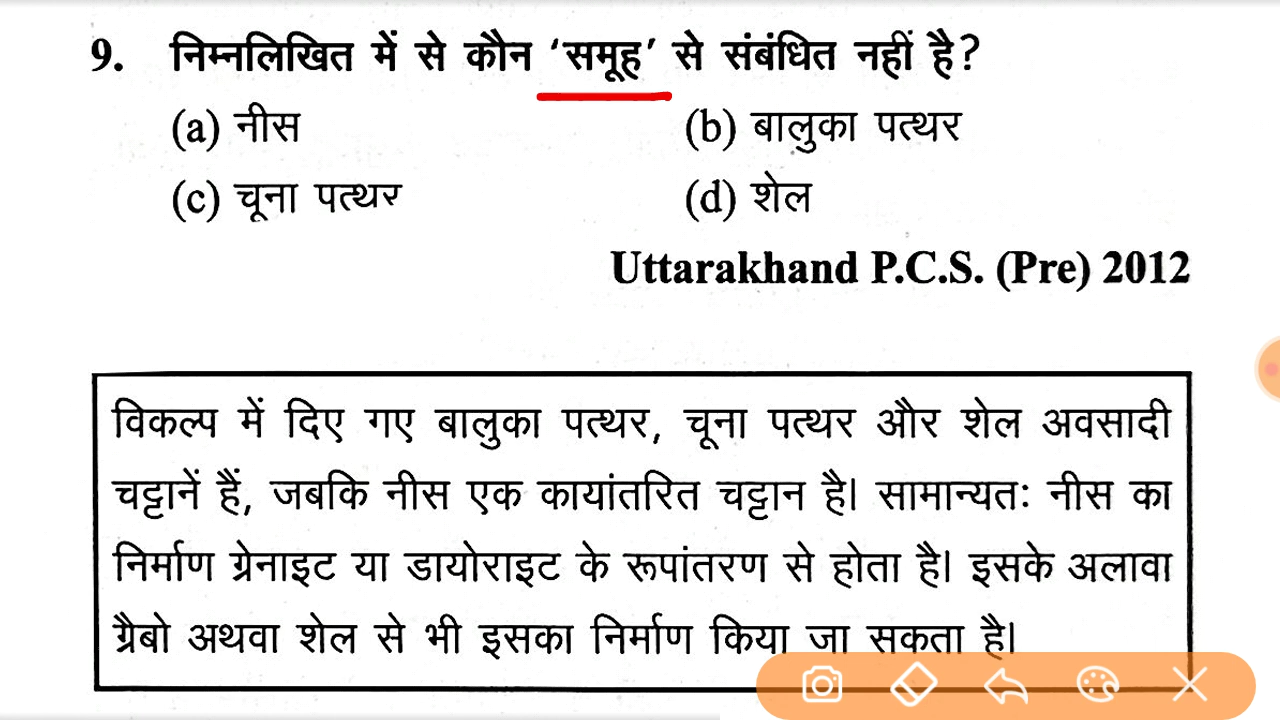 9. निम्नलिखित में से कौन ‘समूह’ से संबंधित नहीं है?
(a) नीस (b) बालुका पत्थर
(c) चूना पत्थर (d) शेल
Uttarakhand P.C.S. (Pre) 2012
विकल्प में दिए गए बालुका पत्थर, चूना पत्थर और शेल अवसादी
चट्टानें हैं, जबकि नीस एक कायांतरित चट्टान है। सामान्यतः नीस का
निर्माण ग्रेनाइट या डायोराइट के रूपांतरण से होता है। इसके अलावा
ग्रैबो अथवा शेल से भी इसका निर्माण किया जा सकता है।